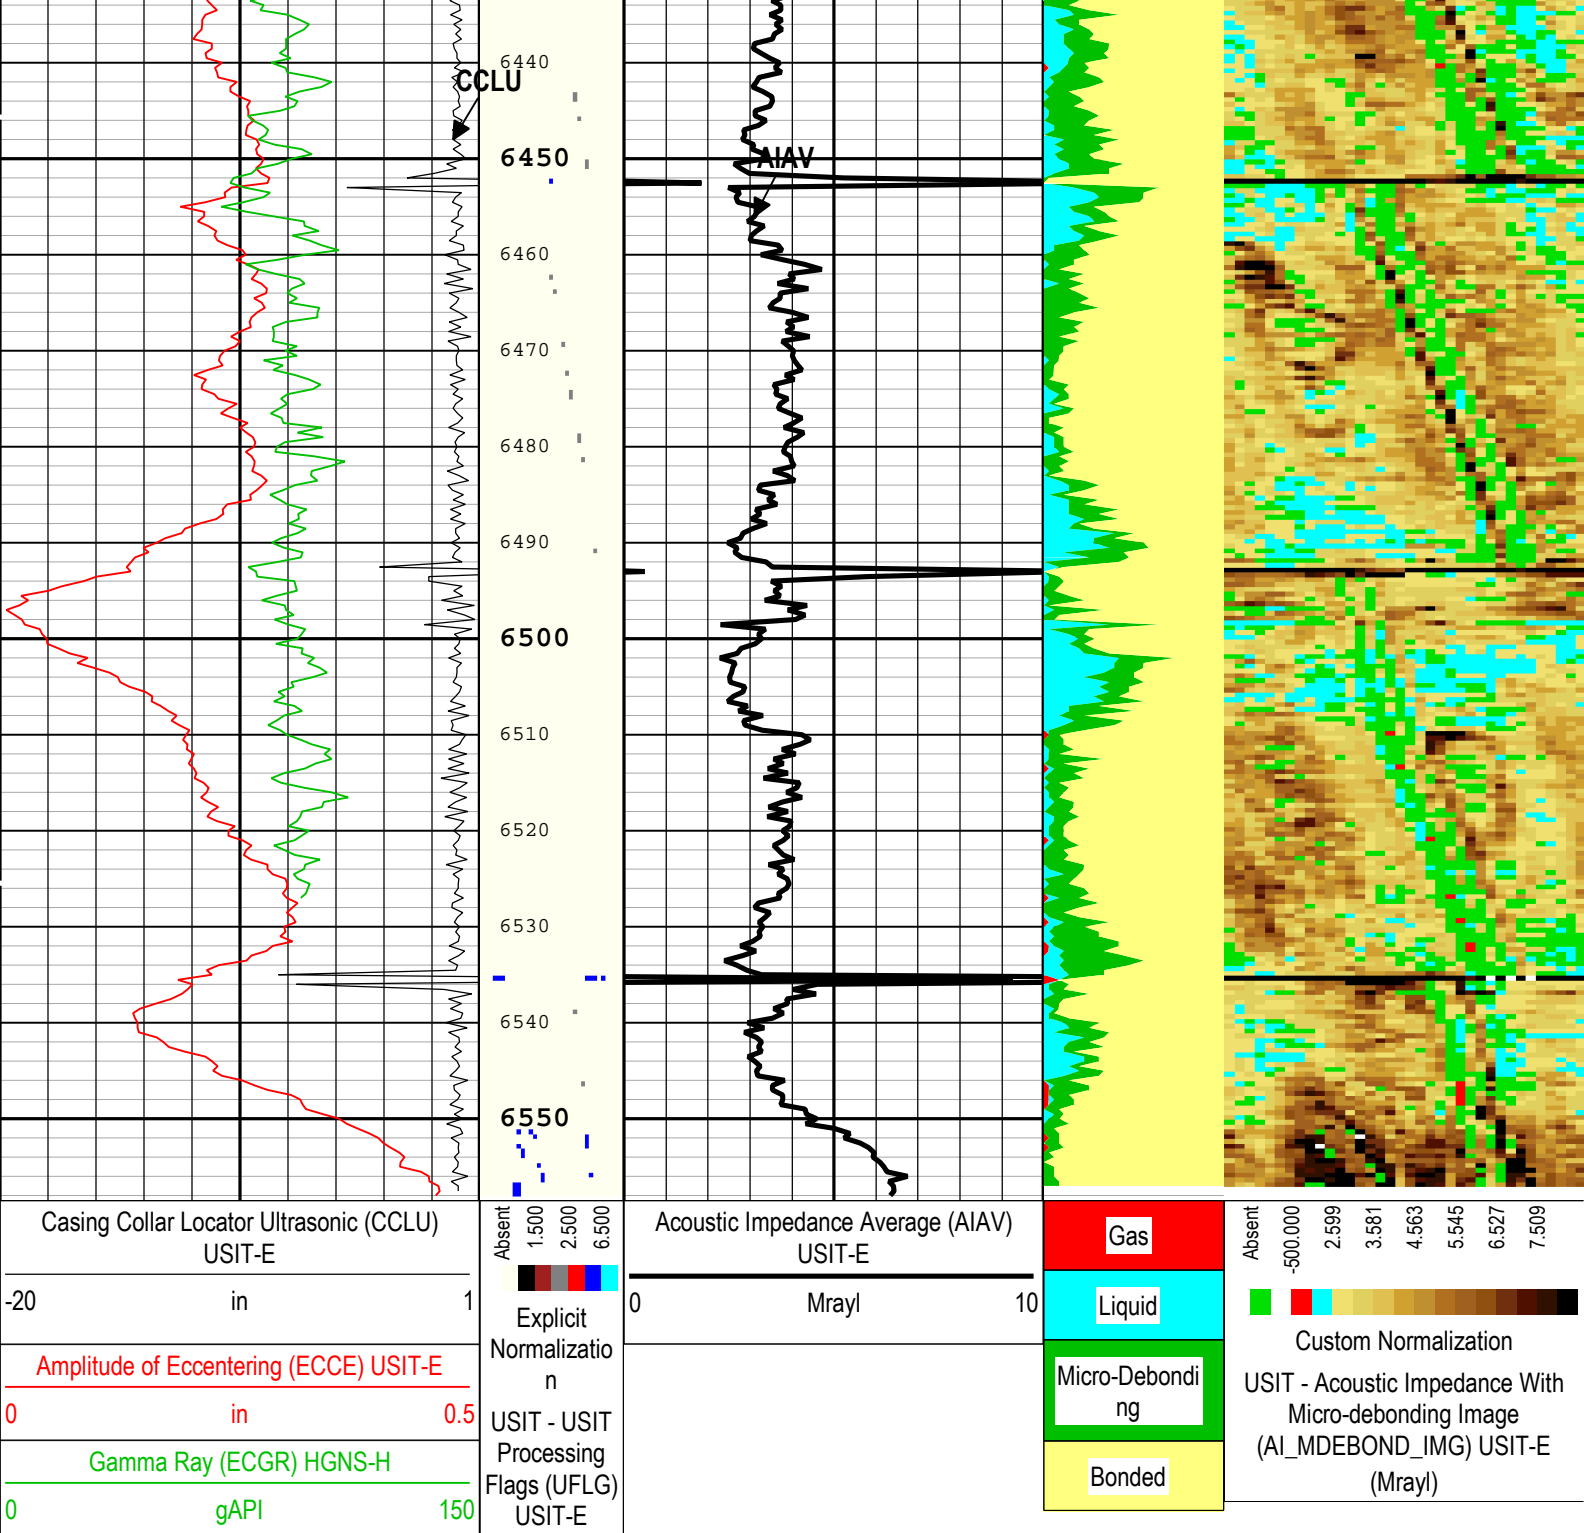 6440
CCLU
6450
AIAV
6460
6470
6480
6490
6500
6510
6520
6530
6540
6550
Casing Collar Locator Ultrasonic (CCLU)
USIT-E
-20 in 1
Amplitude of Eccentering (ECCE) USIT-E
0 in 0.5
Gamma Ray (ECGR) HGNS-H
0 gAPI 150
Absent
1.500
2.500
6.500
Explicit
Normalizatio
n
USIT - USIT
Processing
Flags (UFLG)
USIT-E
Acoustic Impedance Average (AIAV)
USIT-E
0 Mrayl 10
Gas
Liquid
Micro-Debondi
ng
Bonded
Absent
-500.000
2.599
3.581
4.563
5.545
6.527
7.509
Custom Normalization
USIT - Acoustic Impedance With
Micro-debonding Image
(AI_MDEBOND_IMG) USIT-E
(Mrayl)